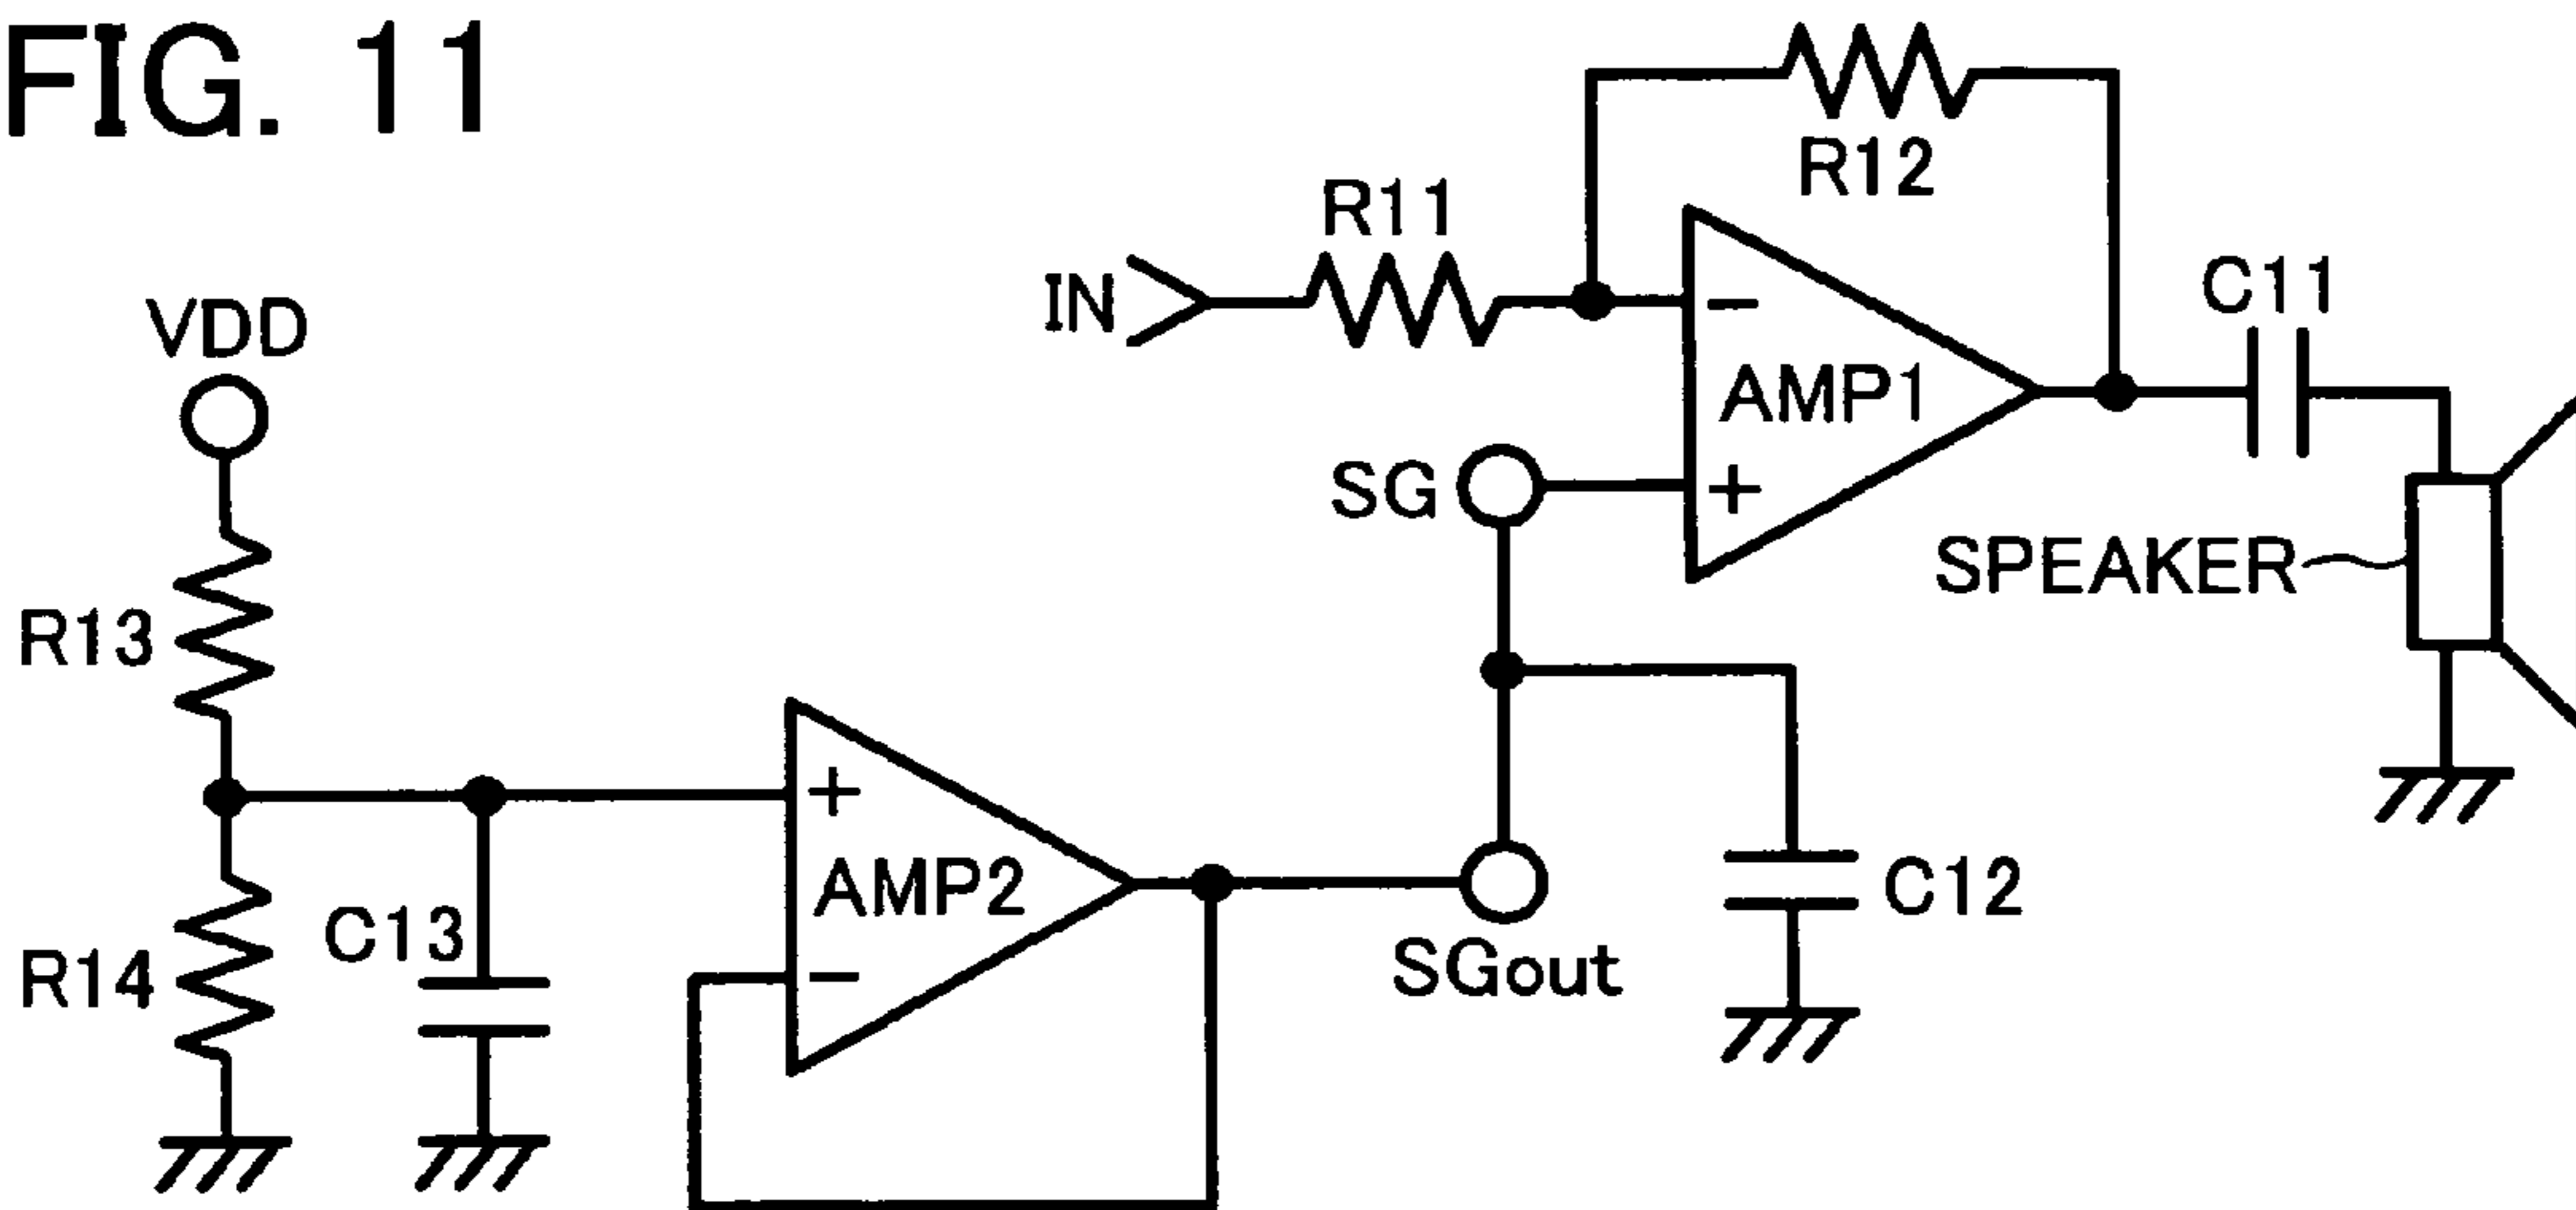 FIG. 11
R12
R11
IN
C11
VDD
−
AMP1
SG
+
SPEAKER
R13
+
AMP2
C12
C13
R14
−
SGout